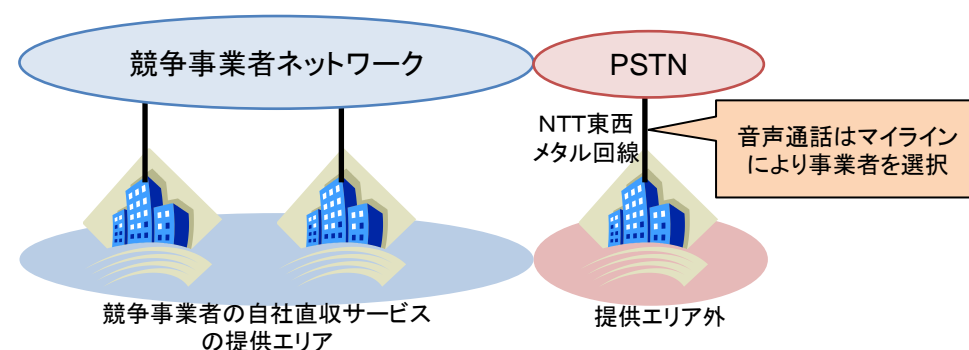 競争事業者ネットワーク
PSTN
NTT東西
メタル回線
音声通話はマイライン
により事業者を選択
競争事業者の自社直収サービス
の提供エリア
提供エリア外